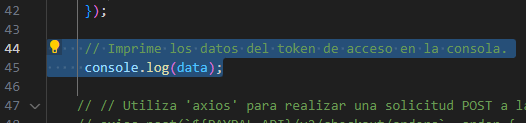 42 });
43
44 // Imprime los datos del token de acceso en la consola.
45 console.log(data);
46
47 // // Utiliza 'axios' para realizar una solicitud POST a la